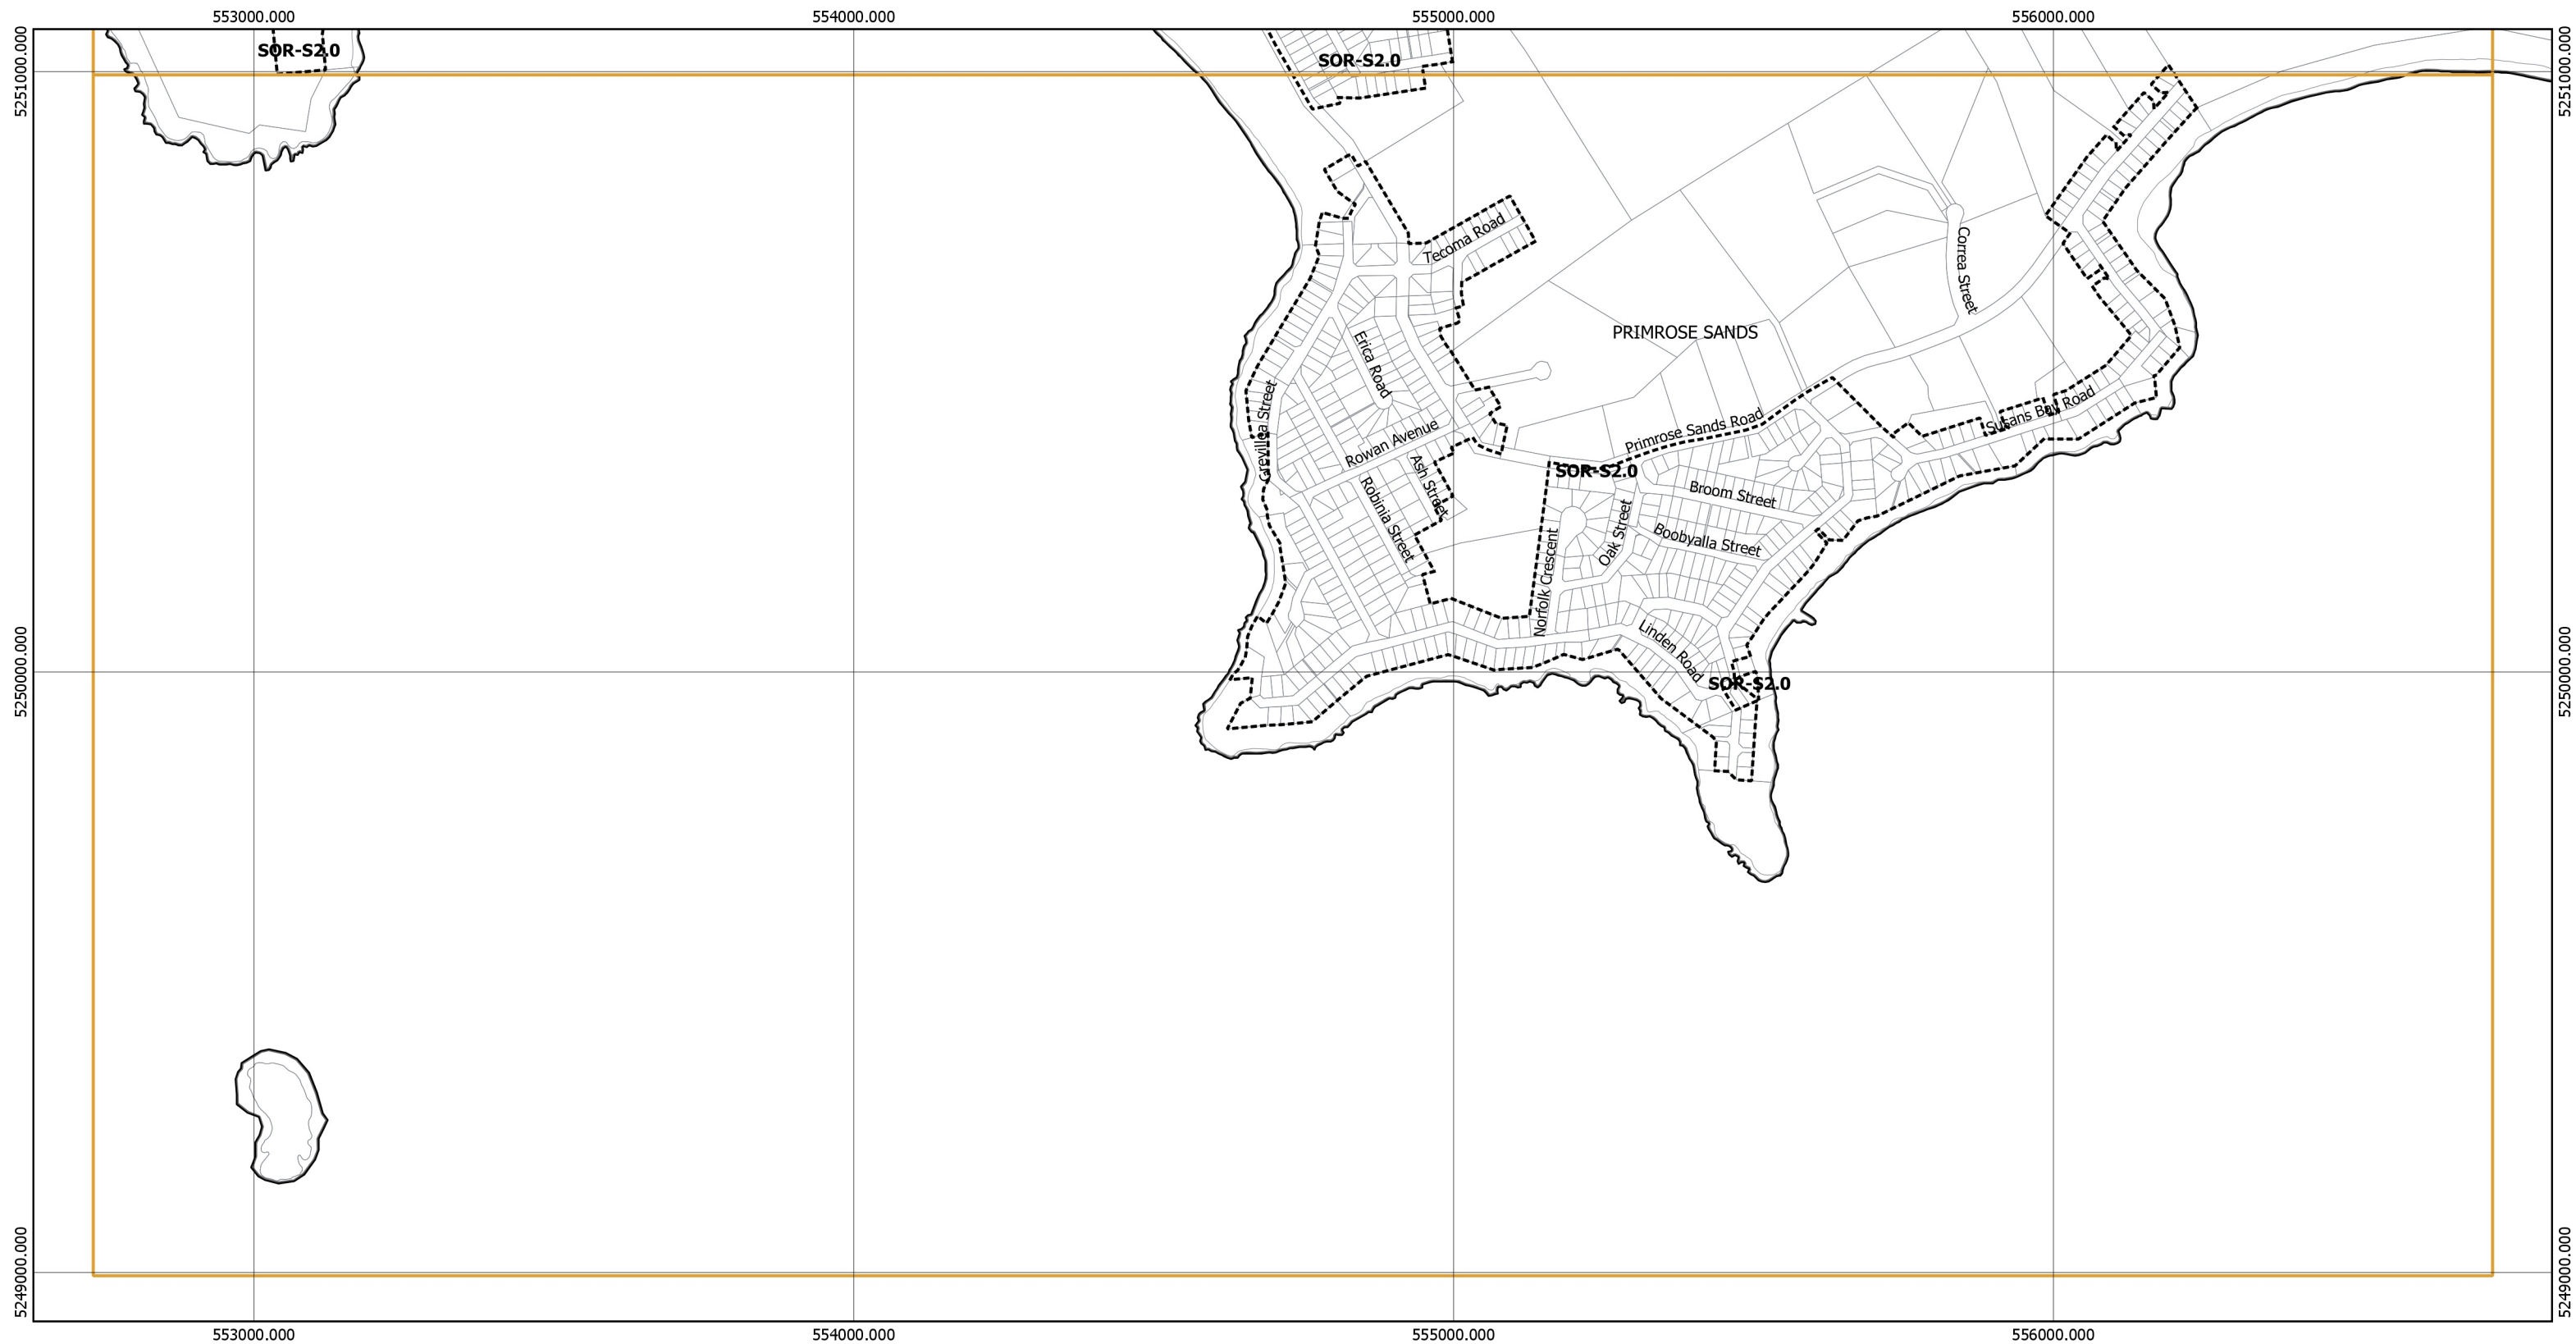 553000.000
554000.000
555000.000
556000.000
5251000.000
5251000.000
SOR-S2.0
SOR-S2.0
Tecoma Road
Correa Street
PRIMROSE SANDS
Erica Road
Grevillea Street
Susans Bay Road
Primrose Sands Road
Rowan Avenue
SOR-S2.0
Ash Street
Broom Street
Robinia Street
Oak Street
Boobyalla Street
Norfolk Crescent
Linden Road
SOR-S2.0
5250000.000
5250000.000
5249000.000
5249000.000
553000.000
554000.000
555000.000
556000.000